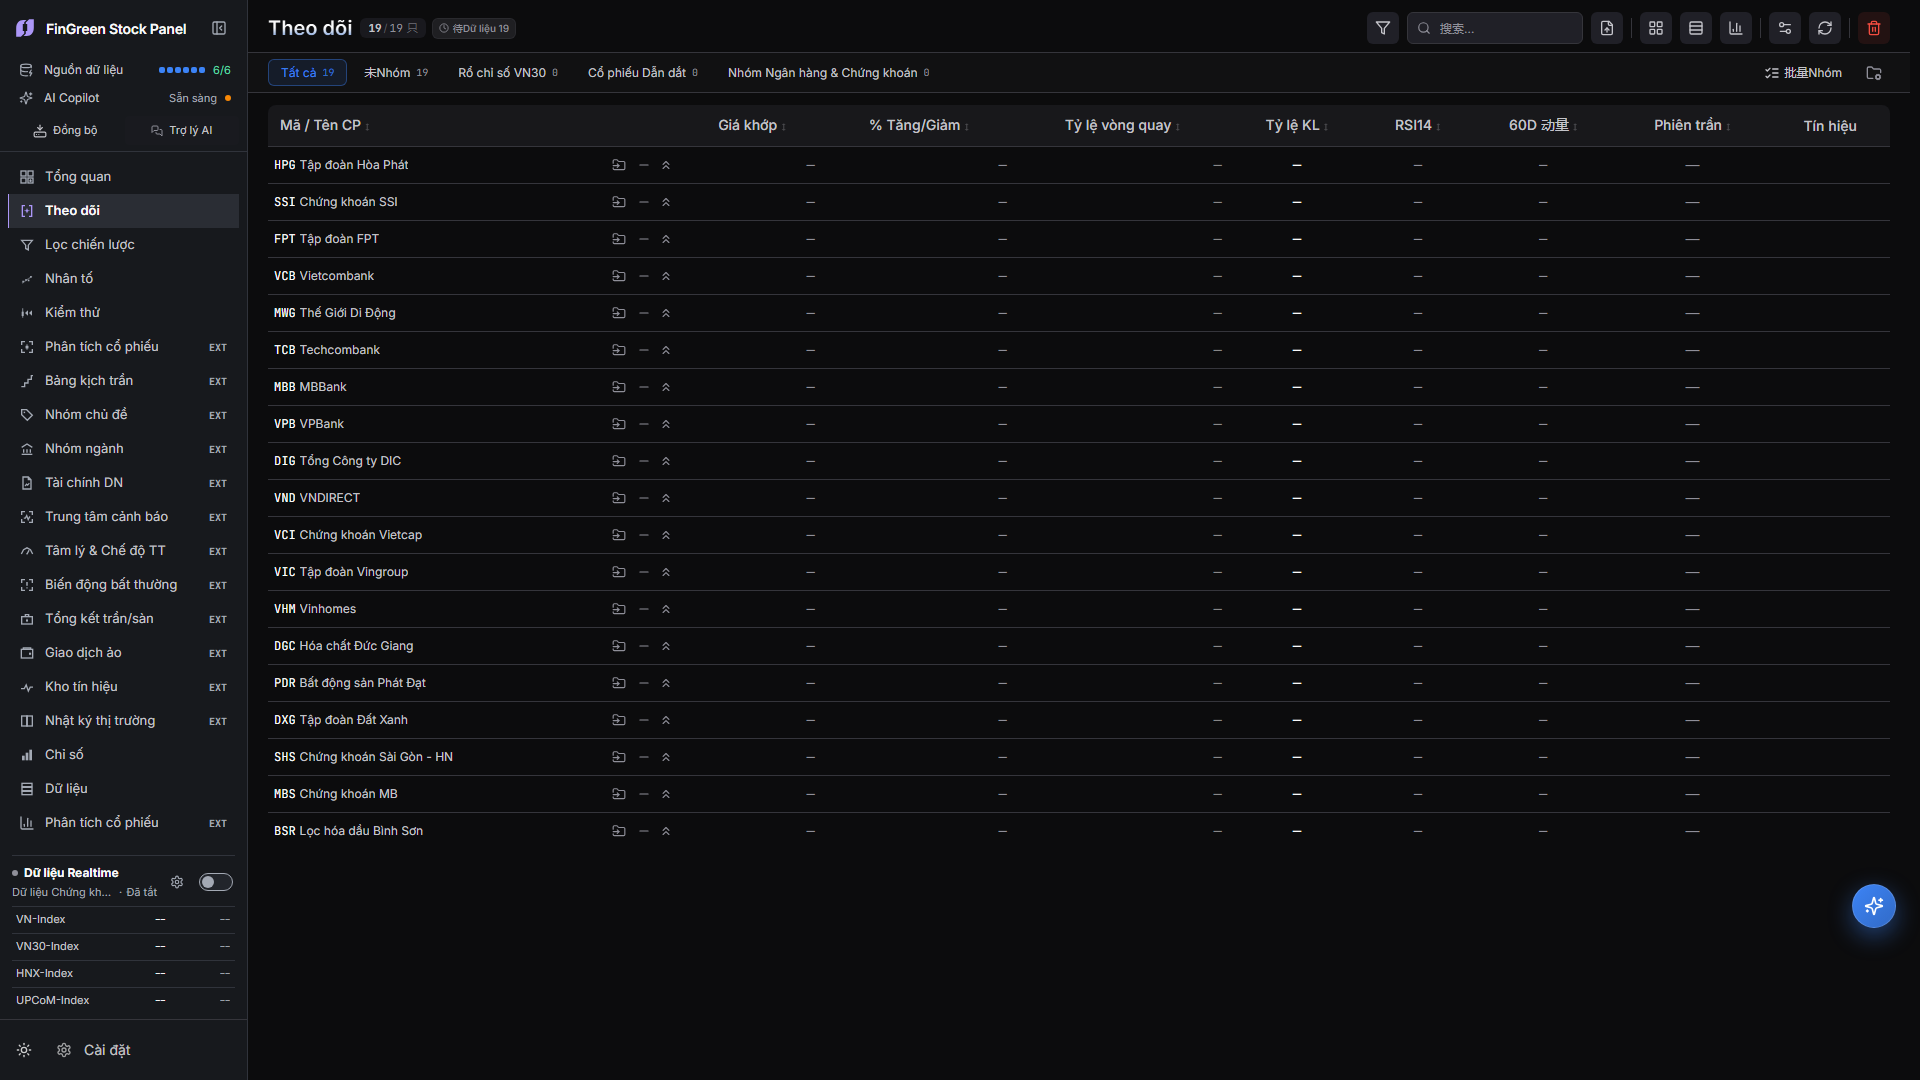 FinGreen Stock Panel
Nguồn dữ liệu 6/6
AI Copilot Sẵn sàng
Đồng bộ Trợ lý AI
Tổng quan
Theo dõi
Lọc chiến lược
Nhân tố
Kiểm thử
Phân tích cổ phiếu EXT
Bảng kịch trần EXT
Nhóm chủ đề EXT
Nhóm ngành EXT
Tài chính DN EXT
Trung tâm cảnh báo EXT
Tâm lý & Chế độ TT EXT
Biến động bất thường EXT
Tổng kết trần/sàn EXT
Giao dịch ảo EXT
Kho tín hiệu EXT
Nhật ký thị trường EXT
Chỉ số
Dữ liệu
Phân tích cổ phiếu EXT
Dữ liệu Realtime
Dữ liệu Chứng kh... · Đã tắt
VN-Index -- --
VN30-Index -- --
HNX-Index -- --
UPCoM-Index -- --
Cài đặt
Theo dõi 19 / 19 只 待Dữ liệu 19
搜索...
Tất cả 19 未Nhóm 19 Rổ chỉ số VN30 0 Cổ phiếu Dẫn dắt 0 Nhóm Ngân hàng & Chứng khoán 0 批量Nhóm
Mã / Tên CP Giá khớp % Tăng/Giảm Tỷ lệ vòng quay Tỷ lệ KL RSI14 60D 动量 Phiên trần Tín hiệu
HPG Tập đoàn Hòa Phát — — — — — — —
SSI Chứng khoán SSI — — — — — — —
FPT Tập đoàn FPT — — — — — — —
VCB Vietcombank — — — — — — —
MWG Thế Giới Di Động — — — — — — —
TCB Techcombank — — — — — — —
MBB MBBank — — — — — — —
VPB VPBank — — — — — — —
DIG Tổng Công ty DIC — — — — — — —
VND VNDIRECT — — — — — — —
VCI Chứng khoán Vietcap — — — — — — —
VIC Tập đoàn Vingroup — — — — — — —
VHM Vinhomes — — — — — — —
DGC Hóa chất Đức Giang — — — — — — —
PDR Bất động sản Phát Đạt — — — — — — —
DXG Tập đoàn Đất Xanh — — — — — — —
SHS Chứng khoán Sài Gòn - HN — — — — — — —
MBS Chứng khoán MB — — — — — — —
BSR Lọc hóa dầu Bình Sơn — — — — — — —